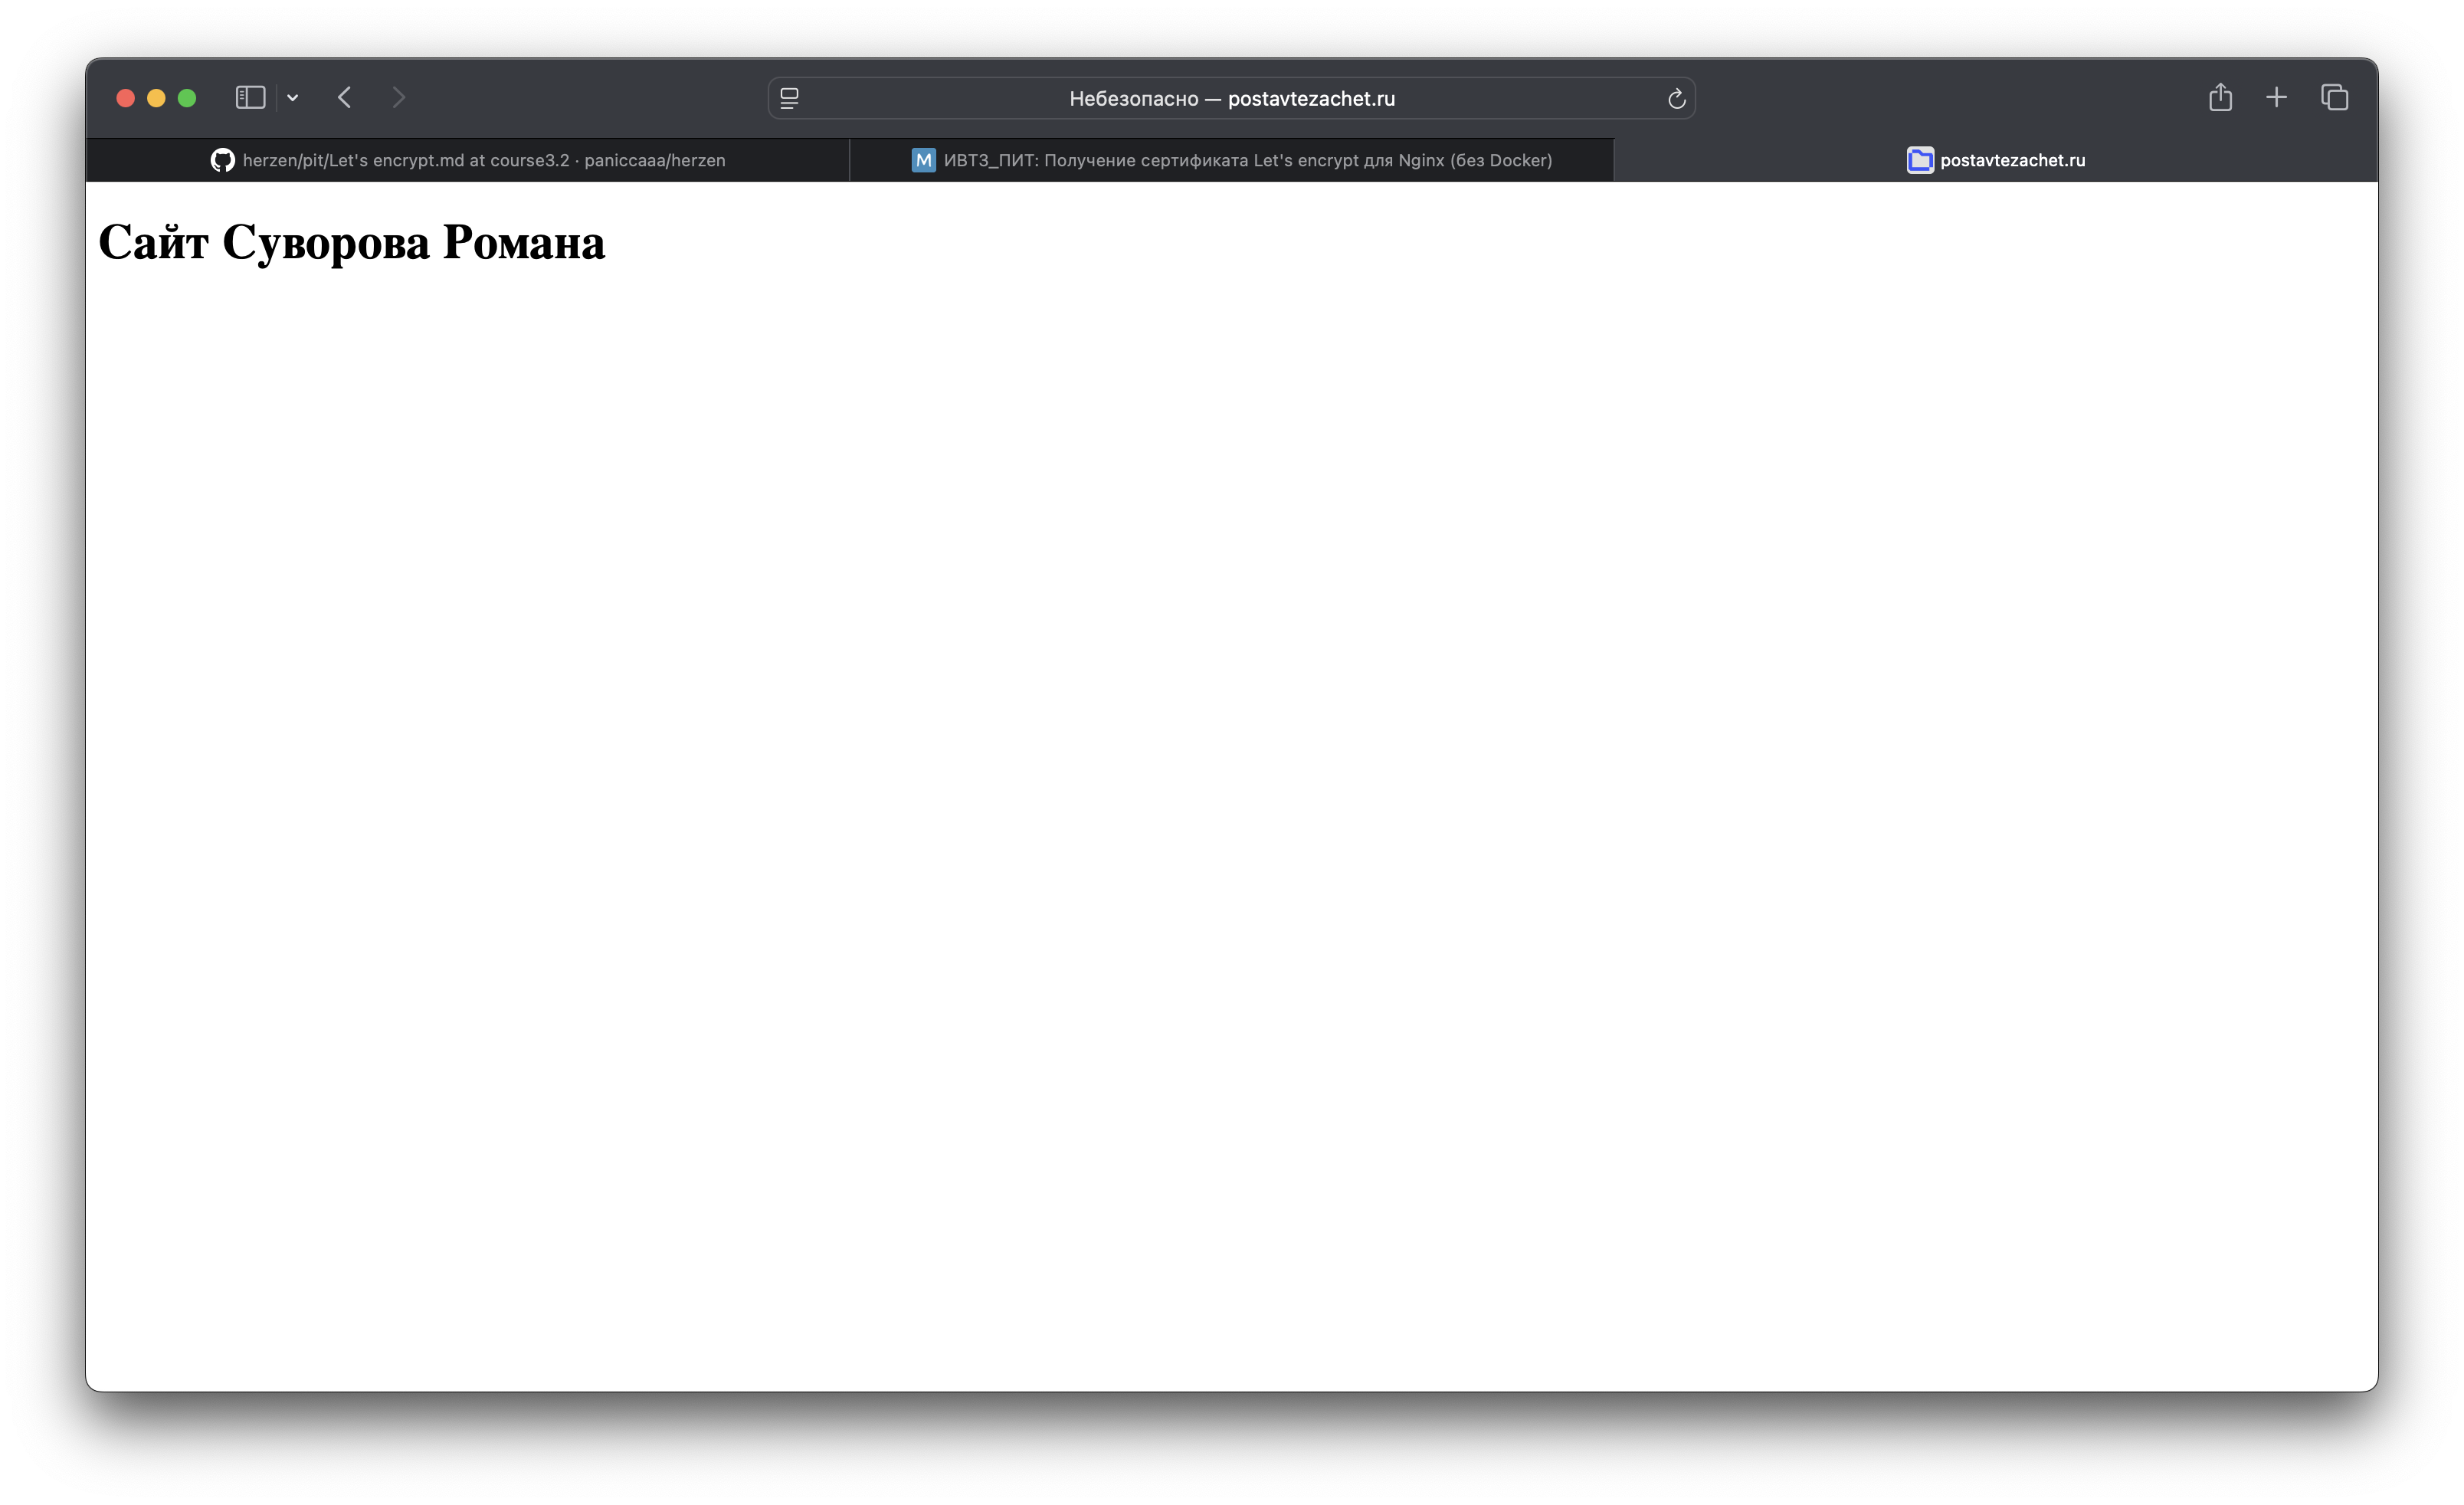 Небезопасно — postavtezachet.ru
herzen/pit/Let's encrypt.md at course3.2 · paniccaaa/herzen
M ИВТ3_ПИТ: Получение сертификата Let's encrypt для Nginx (без Docker)
postavtezachet.ru
Сайт Суворова Романа